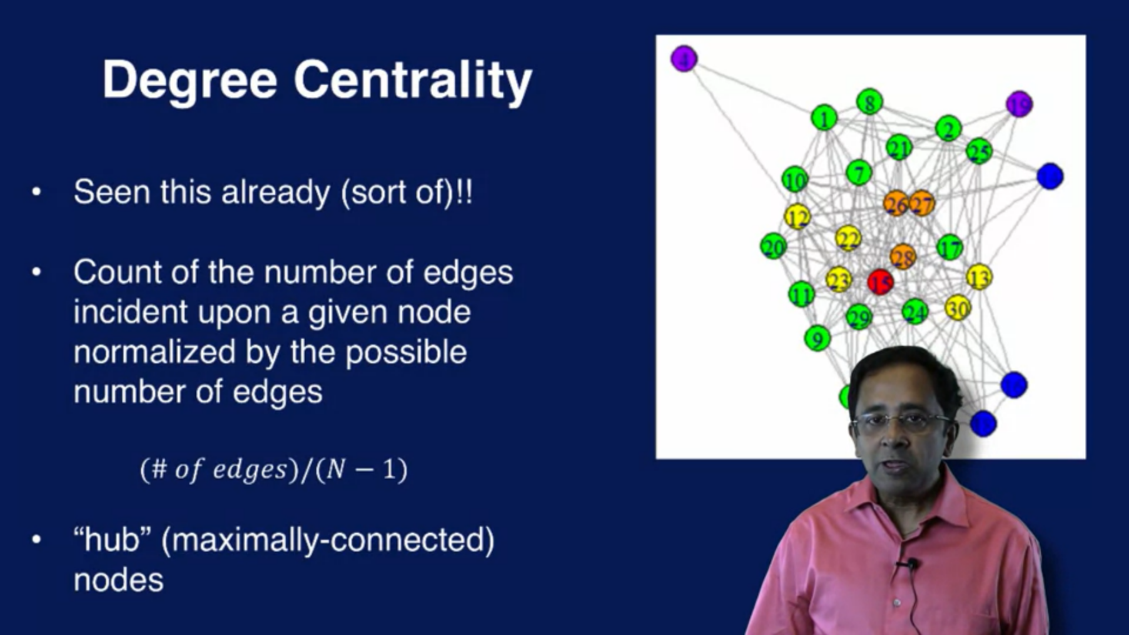 Degree Centrality
• Seen this already (sort of)!!
• Count of the number of edges
incident upon a given node
normalized by the possible
number of edges
(# of edges)/(N − 1)
• “hub” (maximally-connected)
nodes
4
8
1
19
2
21
25
7
10
26 27
12
22
20
17
28
23
15
13
11
29
24
30
9